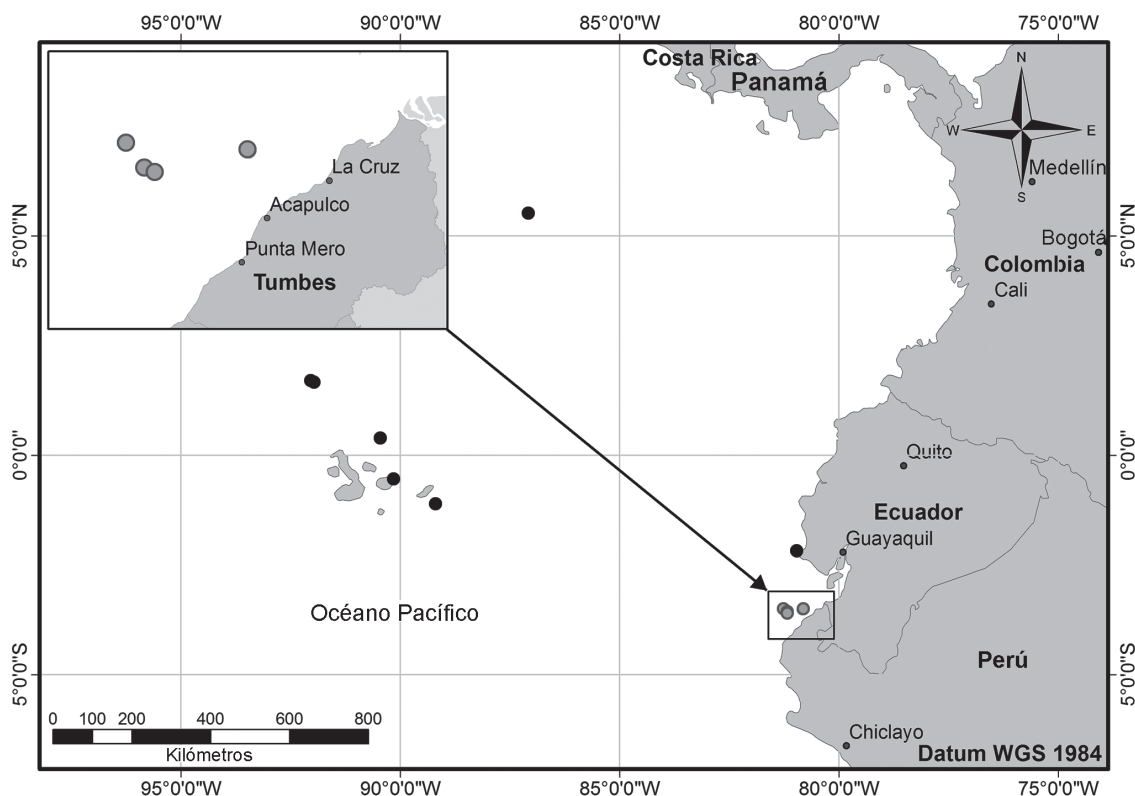 95°0'0"W 90°0'0"W 85°0'0"W 80°0'0"W 75°0'0"W
Costa Rica
Panamá
N
W E
S
Medellín
La Cruz
Acapulco
Punta Mero
Tumbes
5°0'0"N 5°0'0"N
Bogotá
Colombia
Cali
0°0'0" 0°0'0"
Quito
Ecuador
Guayaquil
Océano Pacífico
Perú
5°0'0"S 5°0'0"S
0 100 200 400 600 800
Kilómetros
Chiclayo
Datum WGS 1984
95°0'0"W 90°0'0"W 85°0'0"W 80°0'0"W 75°0'0"W